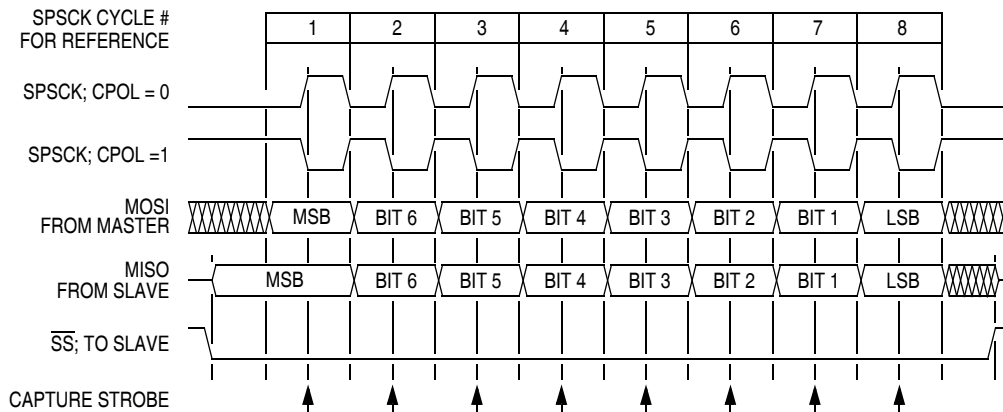 SPSCK CYCLE #
FOR REFERENCE
1 2 3 4 5 6 7 8
SPSCK; CPOL = 0
SPSCK; CPOL =1
MOSI
FROM MASTER
MSB BIT 6 BIT 5 BIT 4 BIT 3 BIT 2 BIT 1 LSB
MISO
FROM SLAVE
MSB BIT 6 BIT 5 BIT 4 BIT 3 BIT 2 BIT 1 LSB
SS; TO SLAVE
CAPTURE STROBE